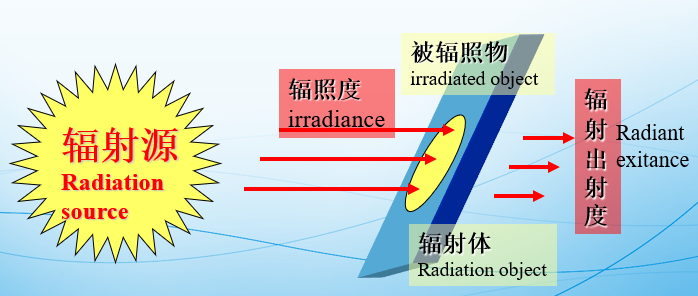 辐射源
Radiation
source
辐照度
irradiance
被辐照物
irradiated object
辐射体
Radiation object
辐射出射度
Radiant
exitance